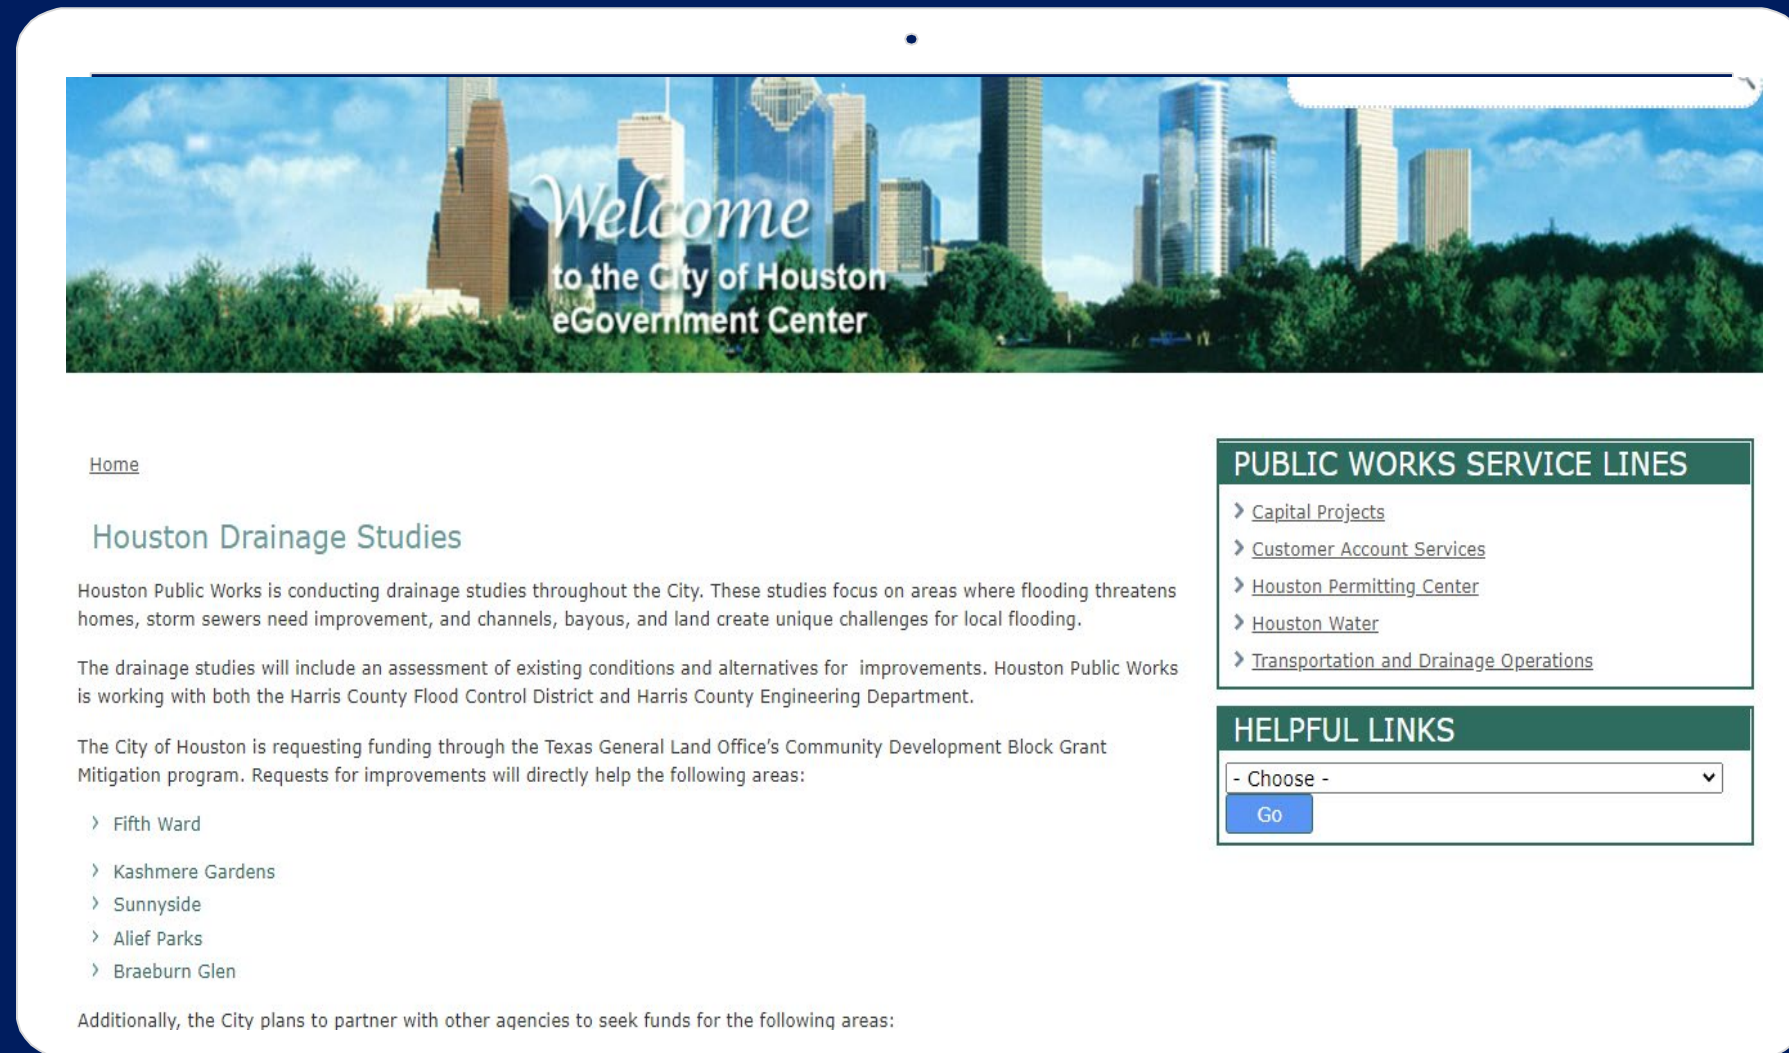 Welcome
to the City of Houston
eGovernment Center
Home
Houston Drainage Studies
Houston Public Works is conducting drainage studies throughout the City. These studies focus on areas where flooding threatens
homes, storm sewers need improvement, and channels, bayous, and land create unique challenges for local flooding.
The drainage studies will include an assessment of existing conditions and alternatives for improvements. Houston Public Works
is working with both the Harris County Flood Control District and Harris County Engineering Department.
The City of Houston is requesting funding through the Texas General Land Office's Community Development Block Grant
Mitigation program. Requests for improvements will directly help the following areas:
Fifth Ward
Kashmere Gardens
Sunnyside
Alief Parks
Braeburn Glen
Additionally, the City plans to partner with other agencies to seek funds for the following areas:
PUBLIC WORKS SERVICE LINES
Capital Projects
Customer Account Services
Houston Permitting Center
Houston Water
Transportation and Drainage Operations
HELPFUL LINKS
- Choose -
Go